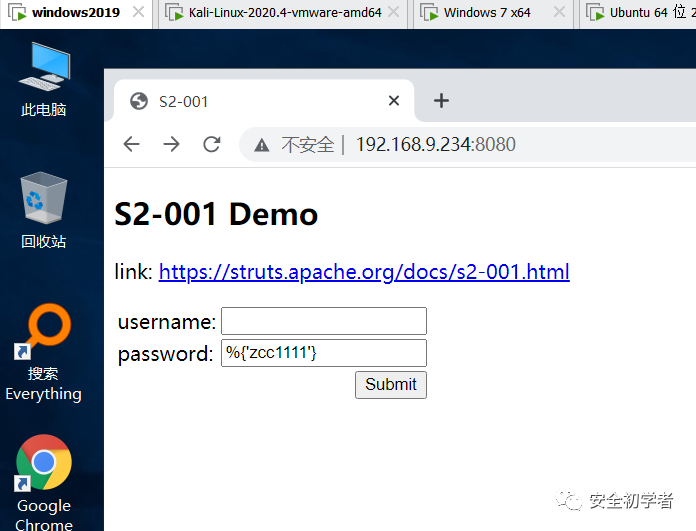 windows2019 Kali-Linux-2020.4-vmware-amd64 Windows 7 x64 Ubuntu 64 位 2
此电脑
回收站
搜索
Everything
Google
Chrome
S2-001
不安全 | 192.168.9.234:8080
S2-001 Demo
link: https://struts.apache.org/docs/s2-001.html
username:
password: %{'zcc1111'}
Submit
安全初学者